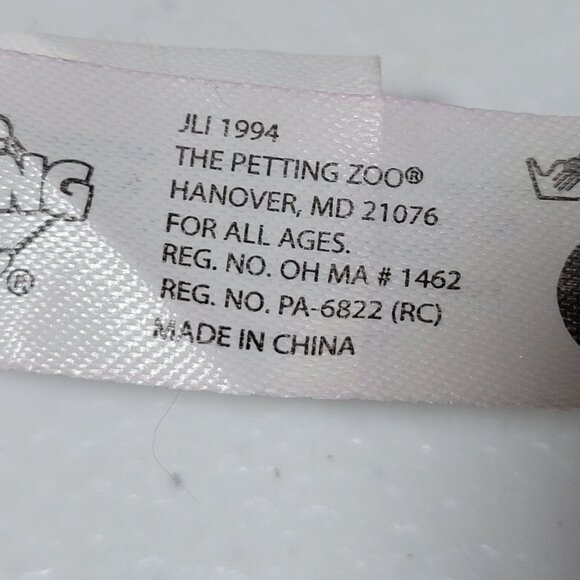 JLI 1994
THE PETTING ZOO®
HANOVER, MD 21076
FOR ALL AGES.
REG. NO. OH MA # 1462
REG. NO. PA-6822 (RC)
MADE IN CHINA
®